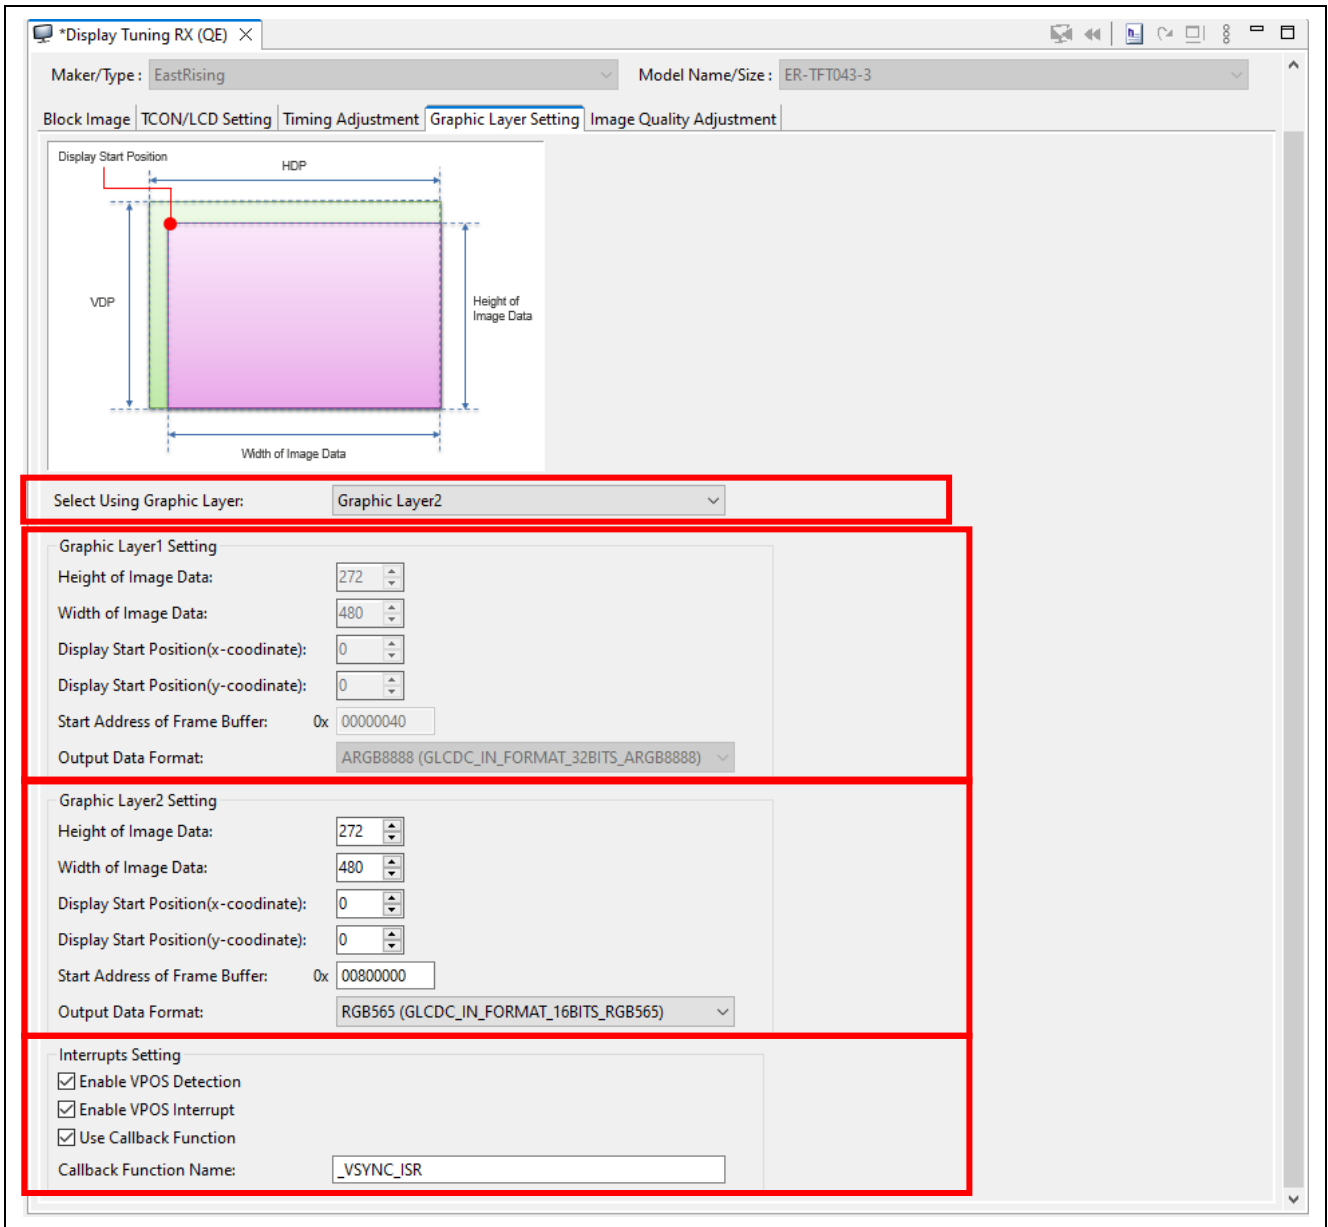 *Display Tuning RX (QE)
Maker/Type : EastRising Model Name/Size : ER-TFT043-3
Block Image TCON/LCD Setting Timing Adjustment Graphic Layer Setting Image Quality Adjustment
Display Start Position
HDP
VDP
Height of
Image Data
Width of Image Data
Select Using Graphic Layer: Graphic Layer2
Graphic Layer1 Setting
Height of Image Data: 272
Width of Image Data: 480
Display Start Position(x-coodinate): 0
Display Start Position(y-coodinate): 0
Start Address of Frame Buffer: 0x 00000040
Output Data Format: ARGB8888 (GLCDC_IN_FORMAT_32BITS_ARGB8888)
Graphic Layer2 Setting
Height of Image Data: 272
Width of Image Data: 480
Display Start Position(x-coodinate): 0
Display Start Position(y-coodinate): 0
Start Address of Frame Buffer: 0x 00800000
Output Data Format: RGB565 (GLCDC_IN_FORMAT_16BITS_RGB565)
Interrupts Setting
Enable VPOS Detection
Enable VPOS Interrupt
Use Callback Function
Callback Function Name: _VSYNC_ISR